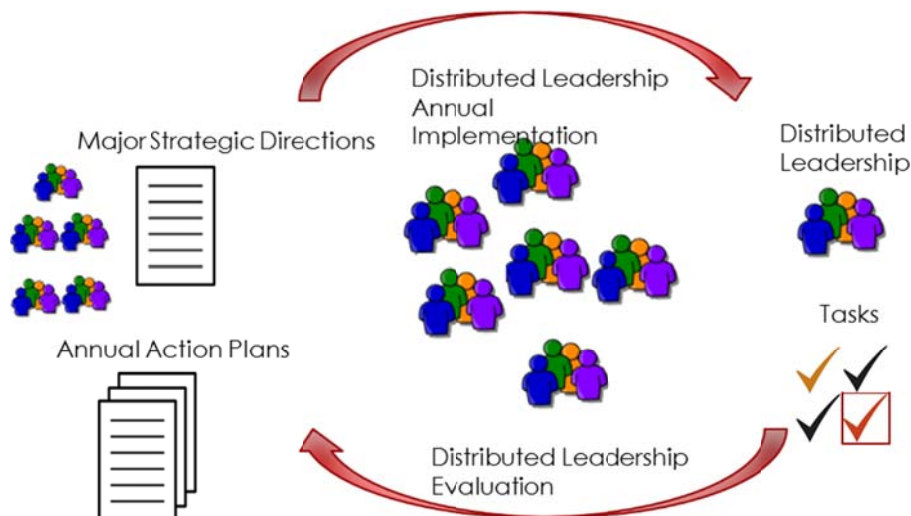 Distributed Leadership
Annual
Implementation
Major Strategic Directions
Distributed
Leadership
Tasks
Annual Action Plans
Distributed Leadership
Evaluation